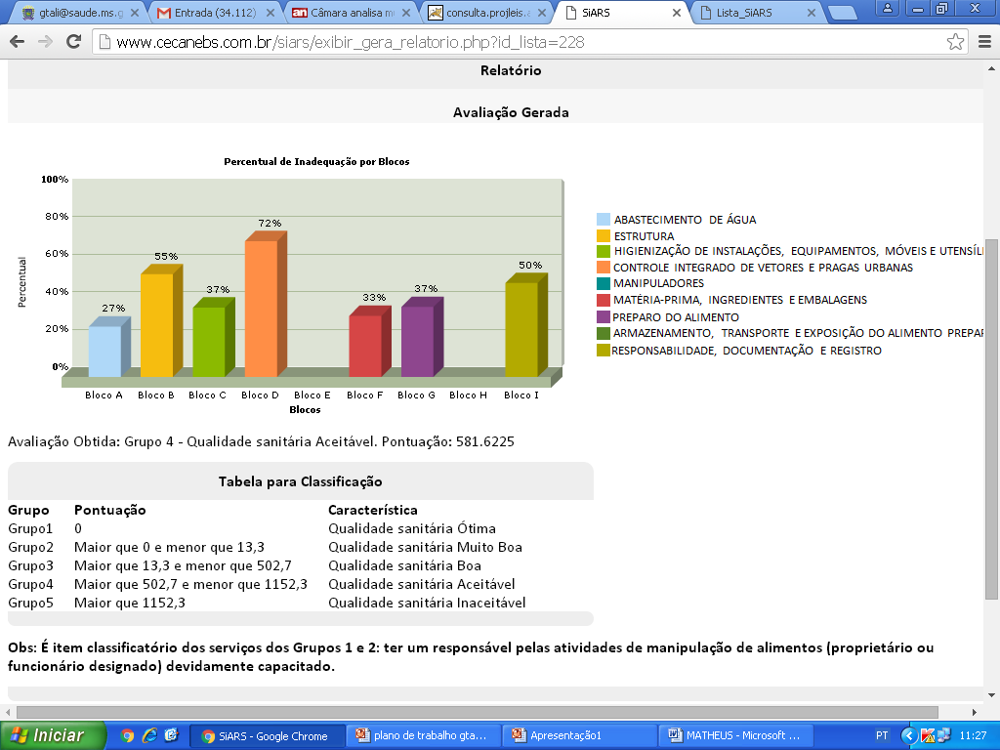 gtali@saude.ms.g
Entrada (34.112)
Câmara analisa mu
consulta.projleis.a
SiARS
Lista_SiARS
www.cecanebs.com.br/siars/exibir_gera_relatorio.php?id_lista=228
Relatório
Avaliação Gerada
Percentual de Inadequação por Blocos
Percentual
100%
80%
60%
40%
20%
0%
27%
55%
37%
72%
33%
37%
50%
Bloco A Bloco B Bloco C Bloco D Bloco E Bloco F Bloco G Bloco H Bloco I
Blocos
ABASTECIMENTO DE ÁGUA
ESTRUTURA
HIGIENIZAÇÃO DE INSTALAÇÕES, EQUIPAMENTOS, MÓVEIS E UTENSÍLI
CONTROLE INTEGRADO DE VETORES E PRAGAS URBANAS
MANIPULADORES
MATÉRIA-PRIMA, INGREDIENTES E EMBALAGENS
PREPARO DO ALIMENTO
ARMAZENAMENTO, TRANSPORTE E EXPOSIÇÃO DO ALIMENTO PREPAR
RESPONSABILIDADE, DOCUMENTAÇÃO E REGISTRO
Avaliação Obtida: Grupo 4 - Qualidade sanitária Aceitável. Pontuação: 581.6225
Tabela para Classificação
Grupo Pontuação Característica
Grupo1 0 Qualidade sanitária Ótima
Grupo2 Maior que 0 e menor que 13,3 Qualidade sanitária Muito Boa
Grupo3 Maior que 13,3 e menor que 502,7 Qualidade sanitária Boa
Grupo4 Maior que 502,7 e menor que 1152,3 Qualidade sanitária Aceitável
Grupo5 Maior que 1152,3 Qualidade sanitária Inaceitável
Obs: É item classificatório dos serviços dos Grupos 1 e 2: ter um responsável pelas atividades de manipulação de alimentos (proprietário ou
funcionário designado) devidamente capacitado.
Iniciar
SiARS - Google Chrome
plano de trabalho gta...
Apresentação1
MATHEUS - Microsoft ...
PT
11:27